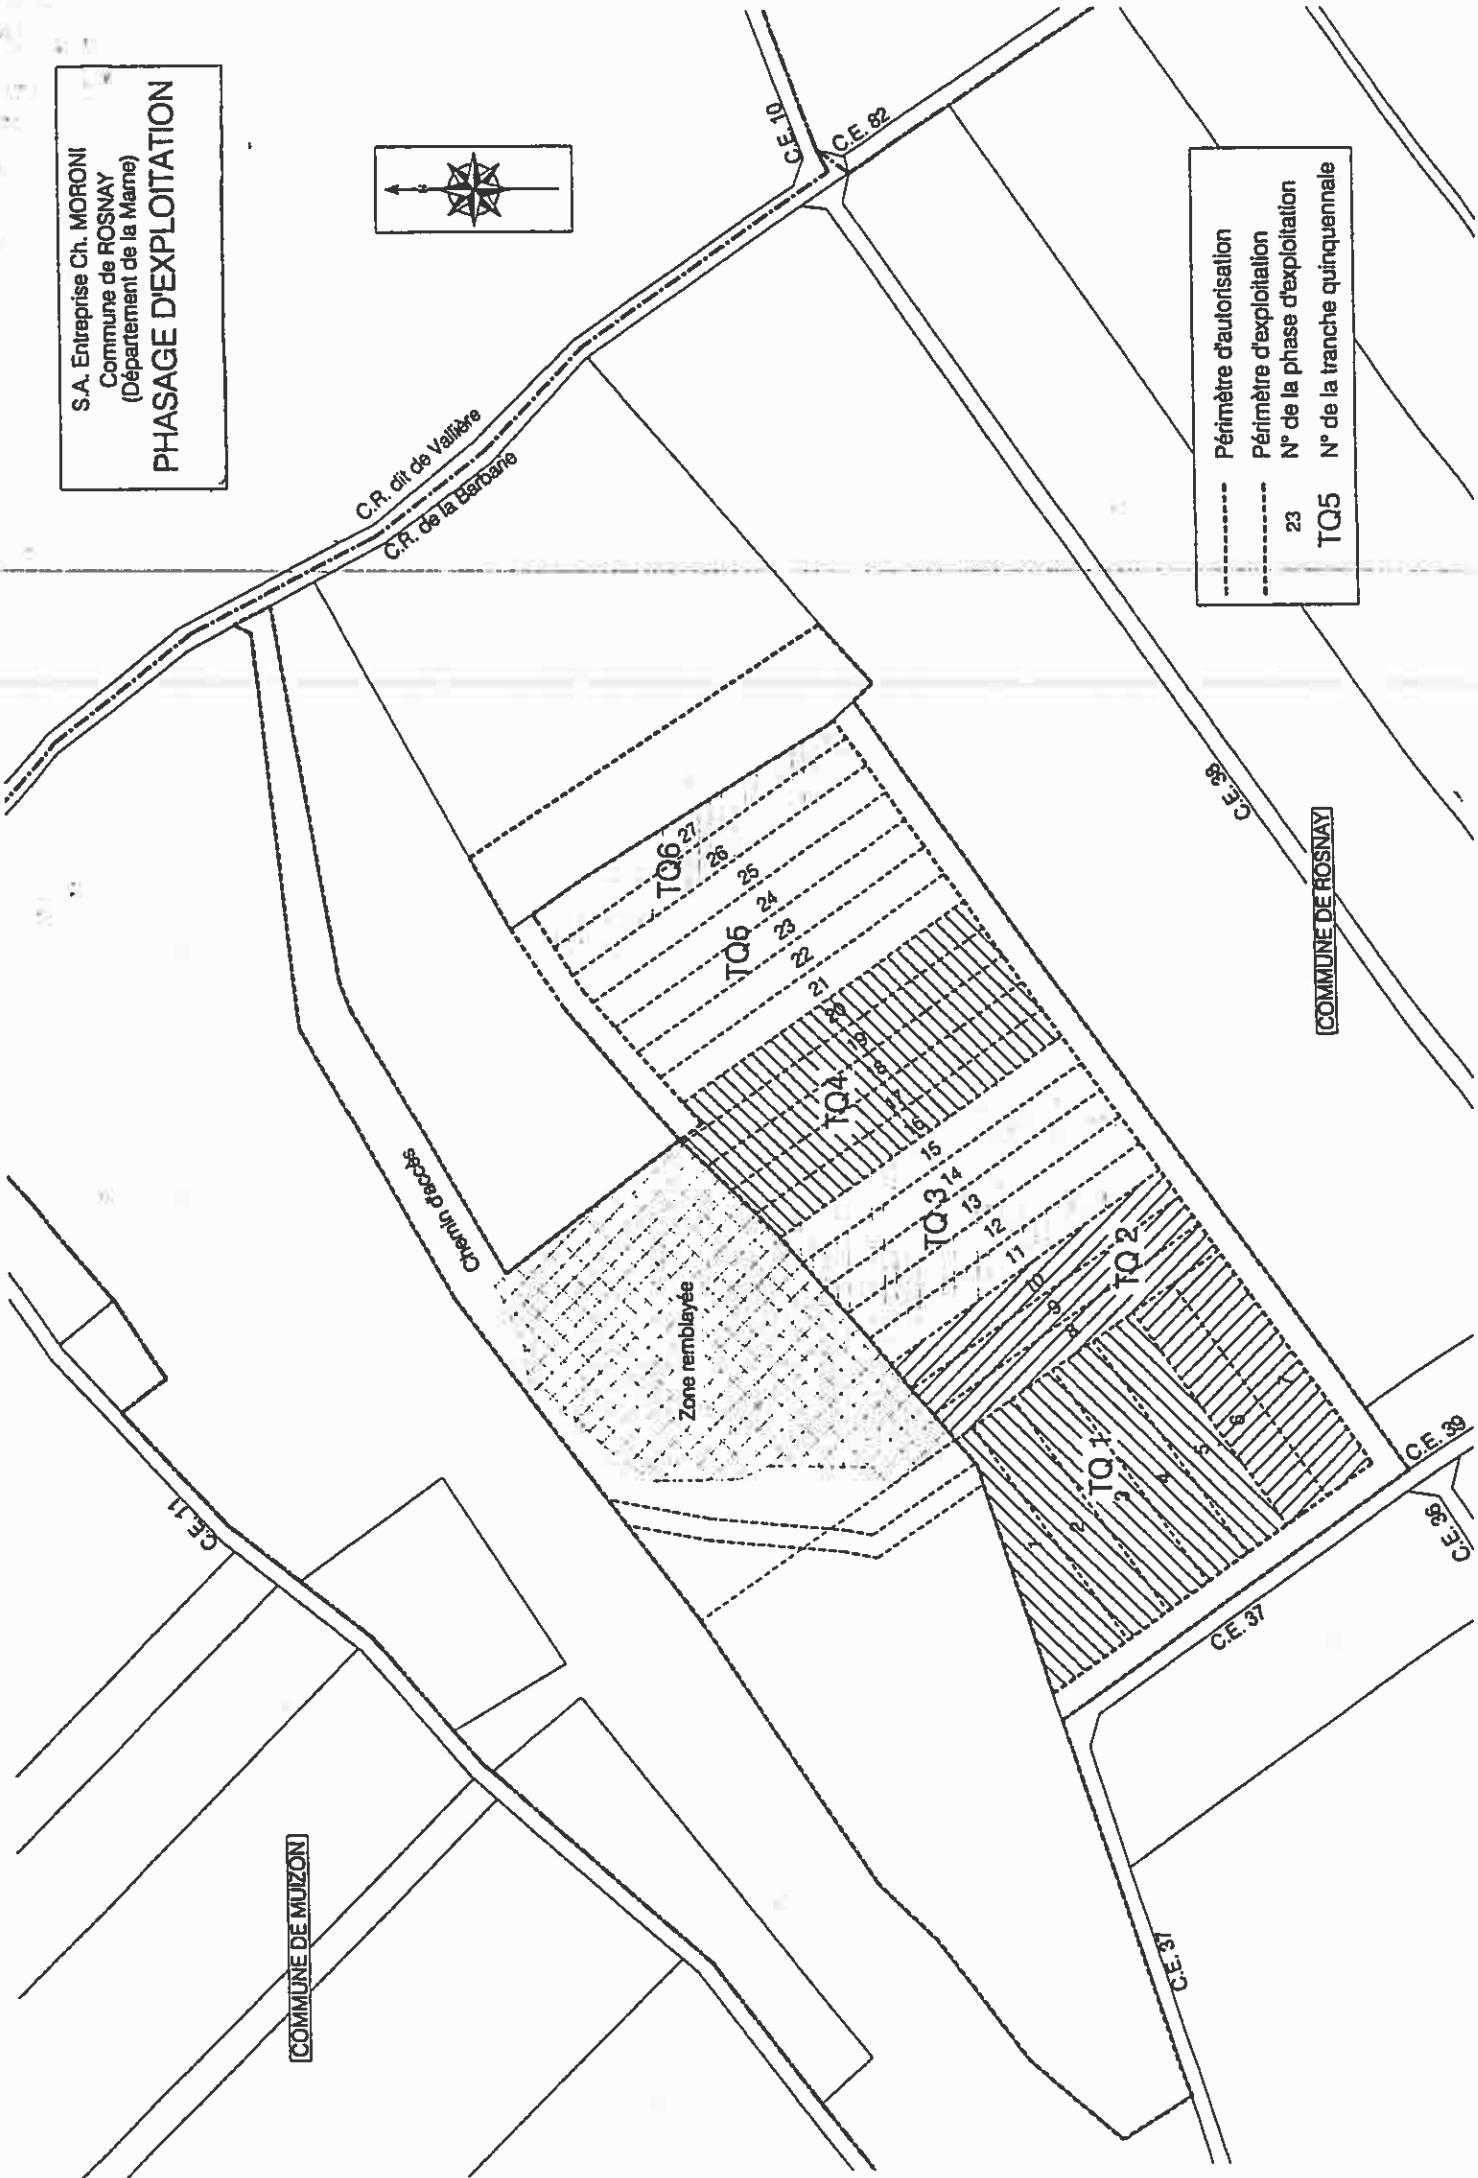 S.A. Entreprise Ch. MORONI
Commune de ROSNAY
(Département de la Marne)
PHASAGE D'EXPLOITATION
N
C.E. 10
C.E. 82
C.R. dit de Vallière
C.R. de la Barbarie
Chemin d'accès
C.E. 11
COMMUNE DE MUIZON
Zone remblayée
TQ6
27
26
25
TQ5
24
23
22
21
20
19
18
TQ4
17
16
15
14
TQ 3
13
12
11
10
9
8
TQ 2
7
6
5
4
TQ 1
3
2
1
C.E. 39
C.E. 36
C.E. 37
C.E. 37
C.E. 38
COMMUNE DE ROSNAY
Périmètre d'autorisation
Périmètre d'exploitation
23 N° de la phase d'exploitation
TQ5 N° de la tranche quinquennale